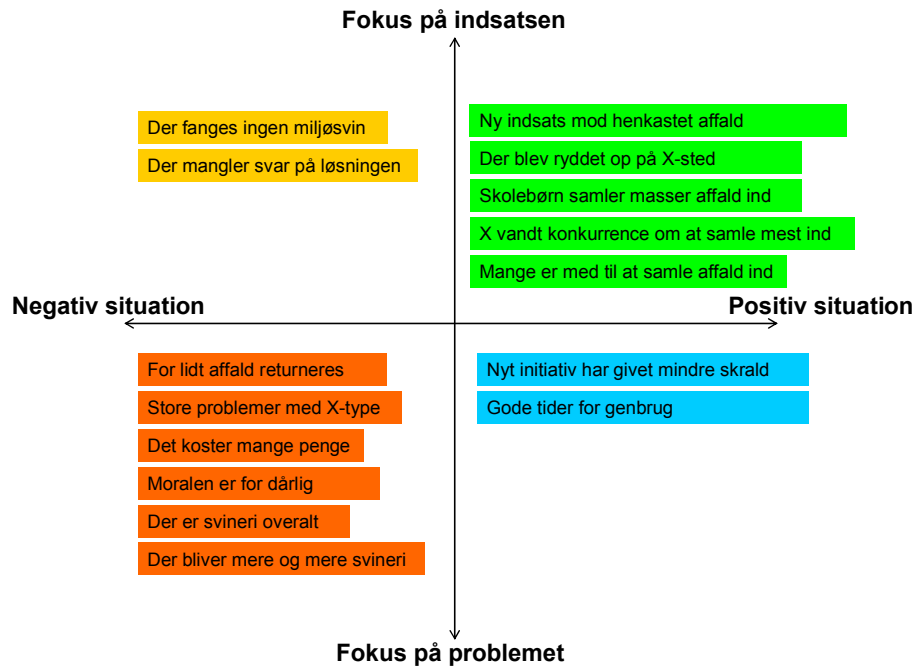 Fokus på indsatsen
Der fanges ingen miljøsvin
Der mangler svar på løsningen
Ny indsats mod henkastet affald
Der blev ryddet op på X-sted
Skolebørn samler masser affald ind
X vandt konkurrence om at samle mest ind
Mange er med til at samle affald ind
Negativ situation
Positiv situation
For lidt affald returneres
Store problemer med X-type
Det koster mange penge
Moralen er for dårlig
Der er svineri overalt
Der bliver mere og mere svineri
Nyt initiativ har givet mindre skrald
Gode tider for genbrug
Fokus på problemet